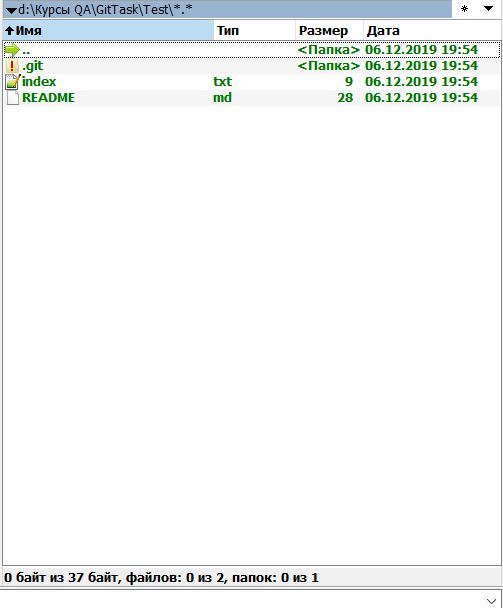 d:\Курсы QA\GitTask\Test\*.* *
Имя Тип Размер Дата
.. <Папка> 06.12.2019 19:54
.git <Папка> 06.12.2019 19:54
index txt 9 06.12.2019 19:54
README md 28 06.12.2019 19:54
0 байт из 37 байт, файлов: 0 из 2, папок: 0 из 1